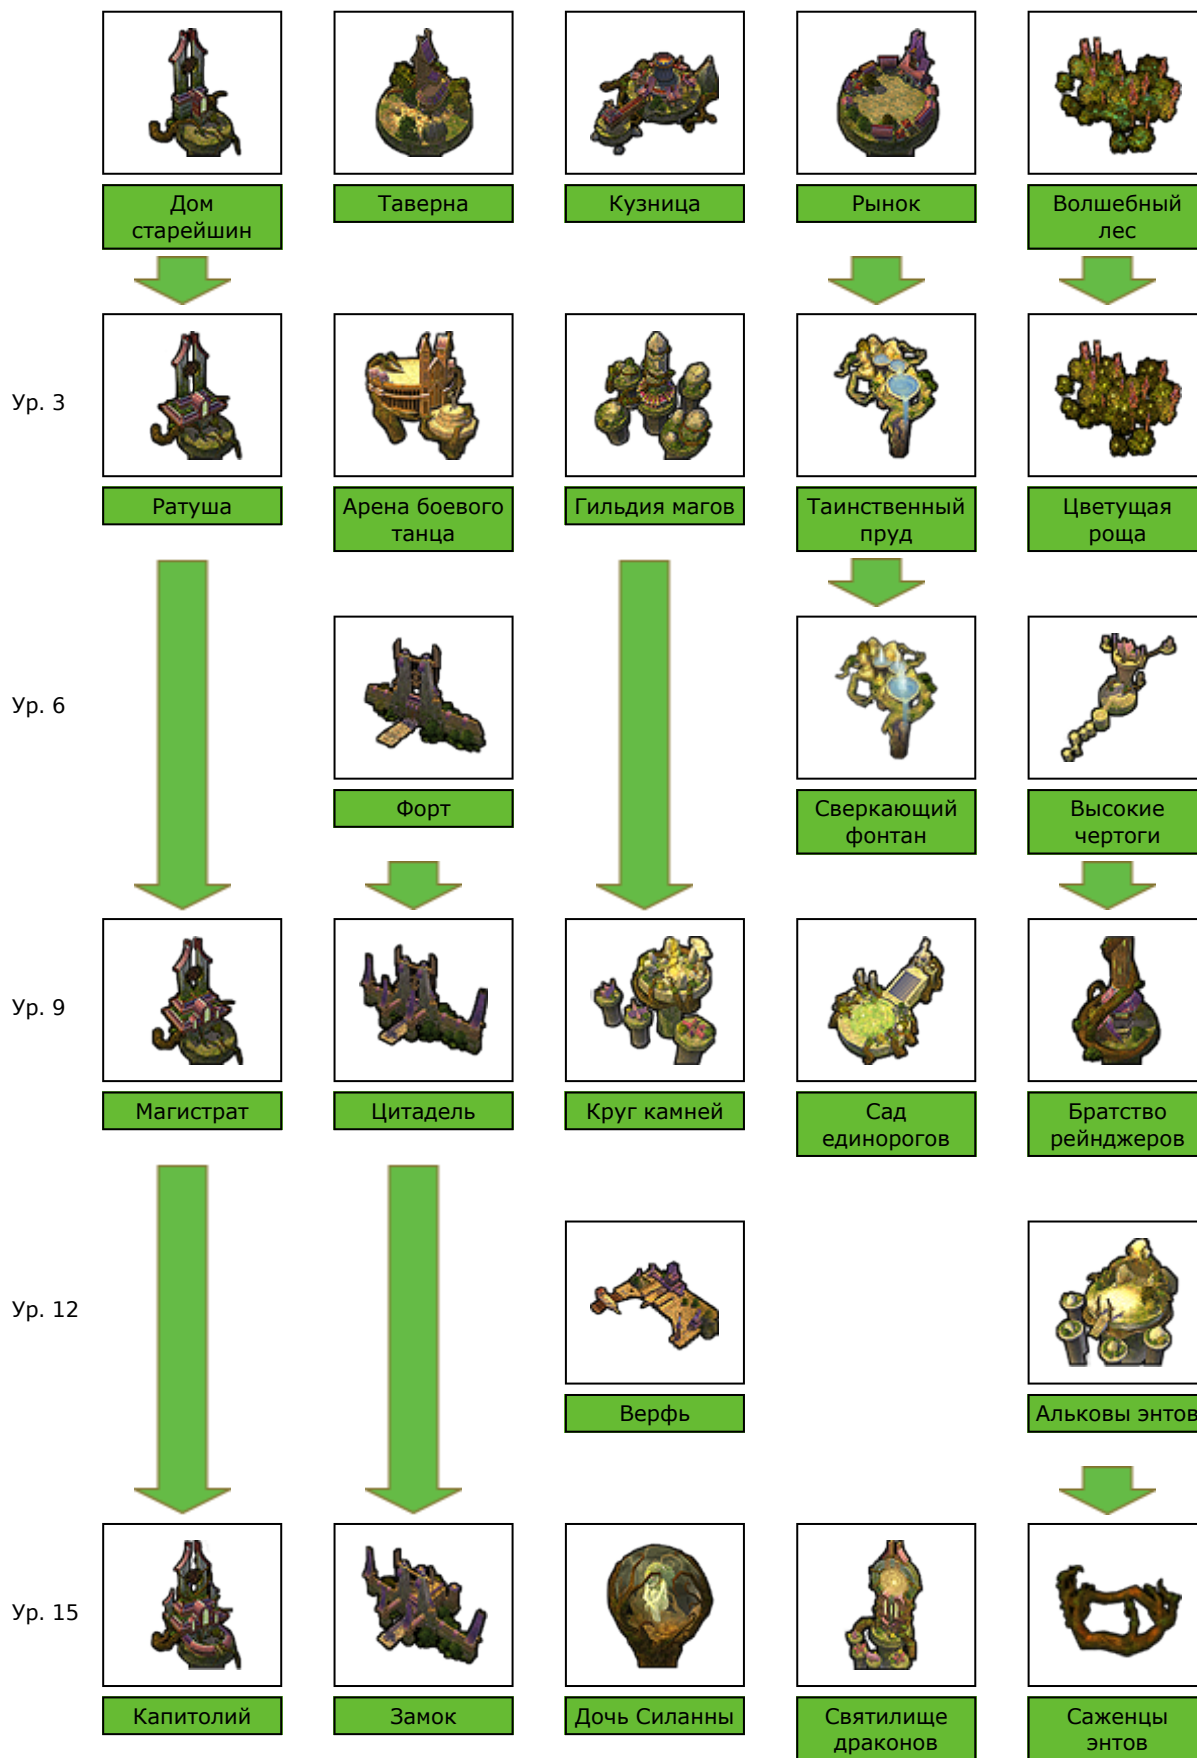 Дом
старейшин
Таверна
Кузница
Рынок
Волшебный
лес
Ур. 3
Ратуша
Арена боевого
танца
Гильдия магов
Таинственный
пруд
Цветущая
роща
Ур. 6
Форт
Сверкающий
фонтан
Высокие
чертоги
Ур. 9
Магистрат
Цитадель
Круг камней
Сад
единорогов
Братство
рейнджеров
Ур. 12
Верфь
Альковы энтов
Ур. 15
Капитолий
Замок
Дочь Силанны
Святилище
драконов
Саженцы
энтов